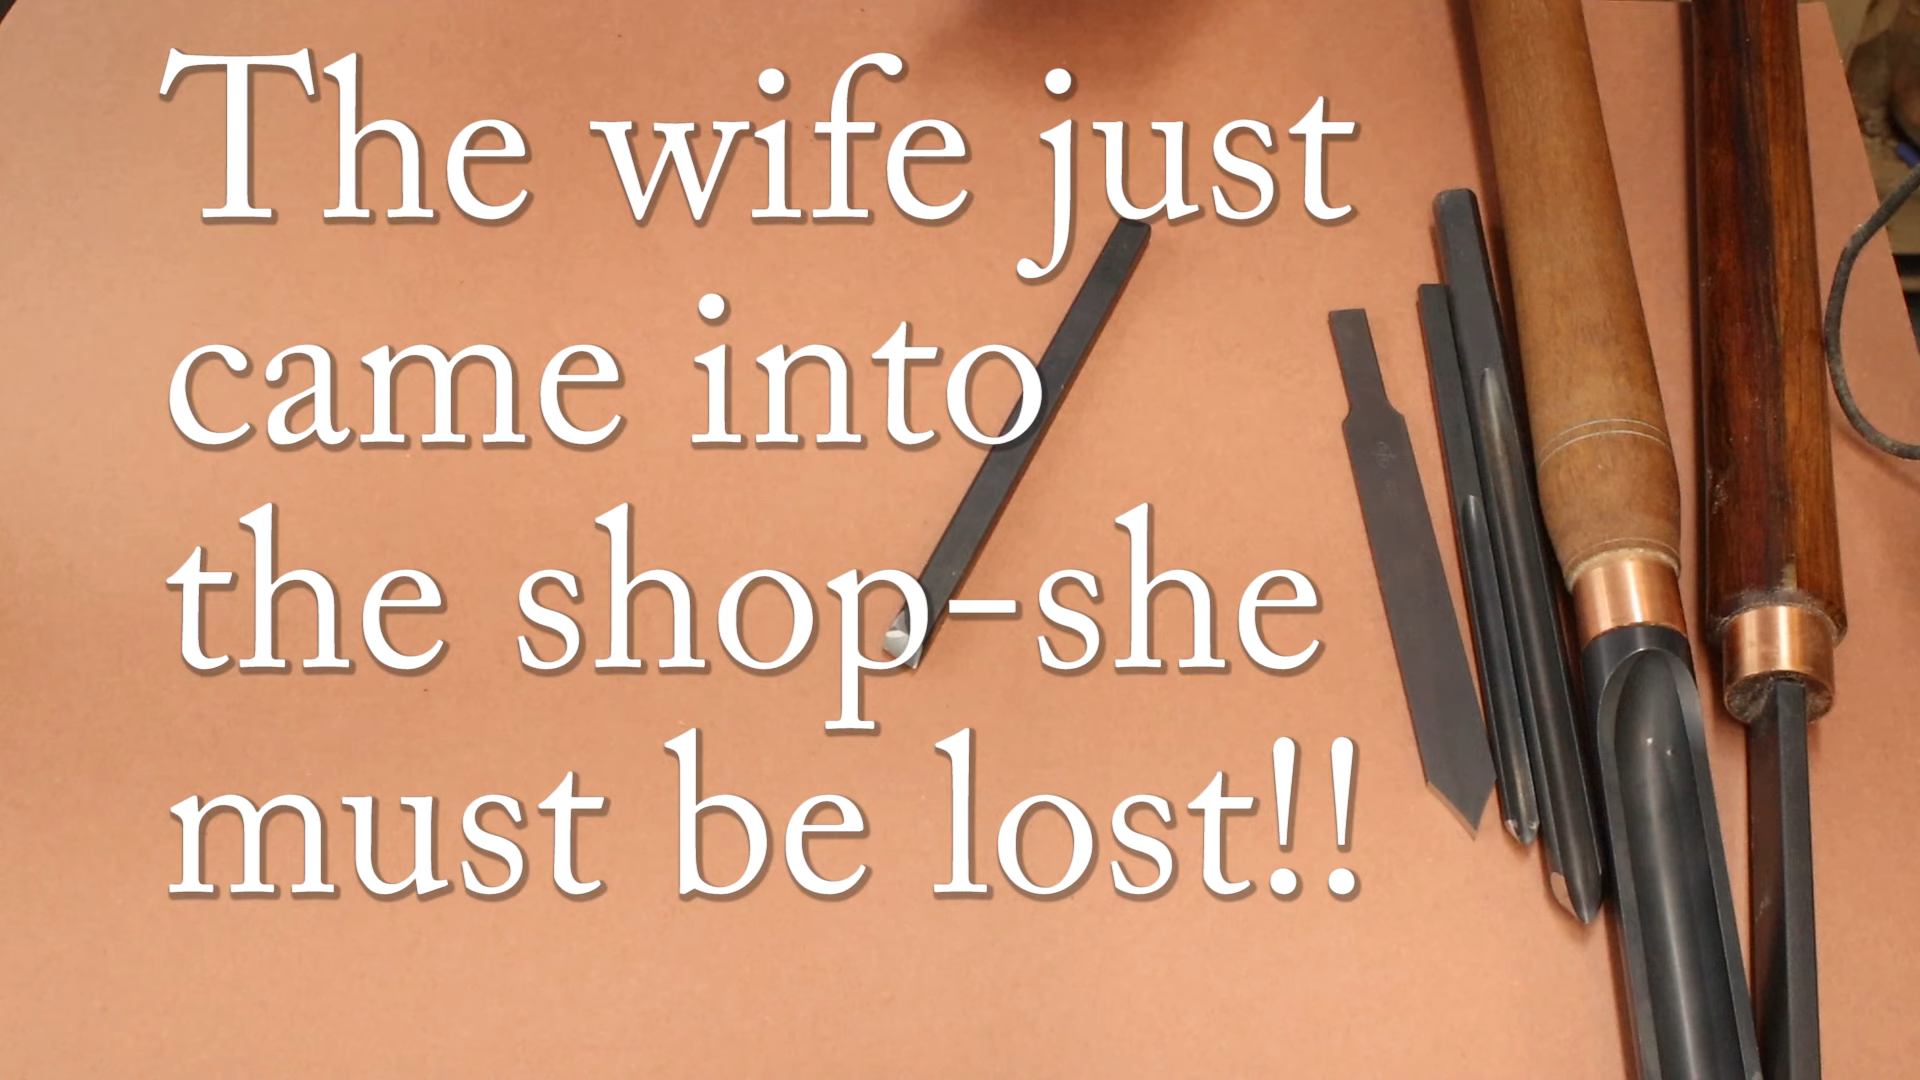 The wife just
came into
the shop-she
must be lost!!